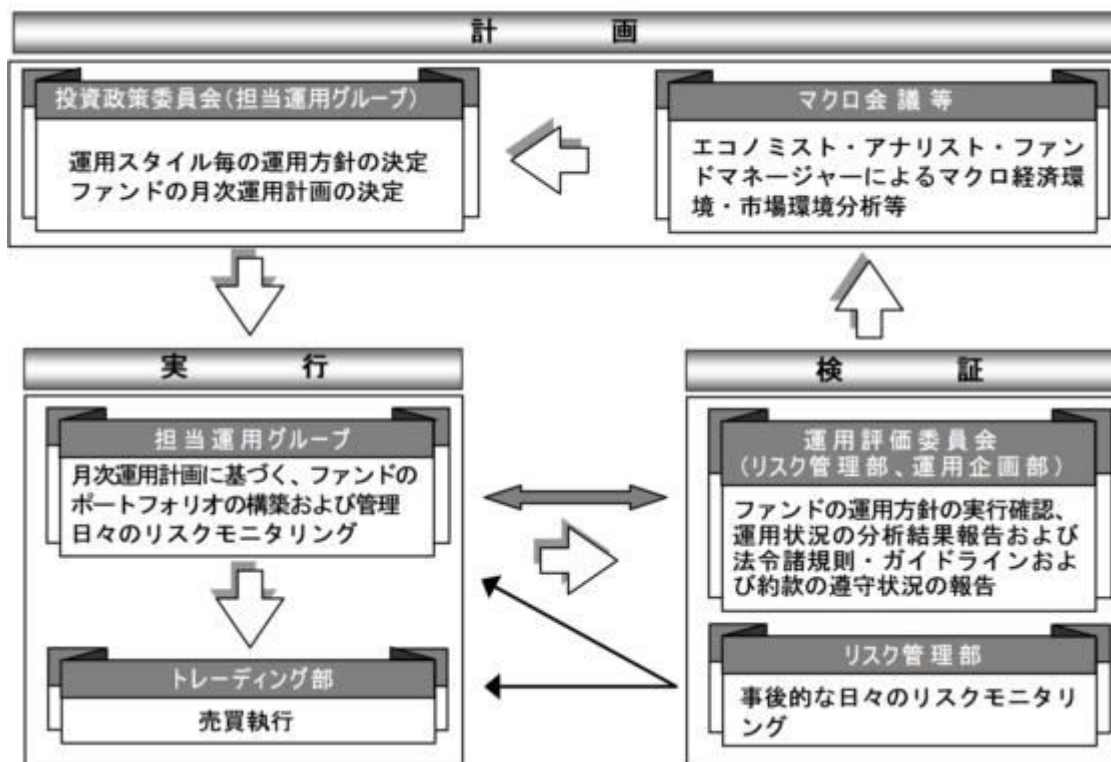 計画
投資政策委員会（担当運用グループ）
運用スタイル毎の運用方針の決定
ファンドの月次運用計画の決定
マクロ会議等
エコノミスト・アナリスト・ファン
ドマネージャーによるマクロ経済環
境・市場環境分析等
実行
担当運用グループ
月次運用計画に基づく、ファンドの
ポートフォリオの構築および管理
日々のリスクモニタリング
トレーディング部
売買執行
検証
運用評価委員会
（リスク管理部、運用企画部）
ファンドの運用方針の実行確認、
運用状況の分析結果報告および
法令諸規則・ガイドラインおよ
び約款の遵守状況の報告
リスク管理部
事後的な日々のリスクモニタリ
ング